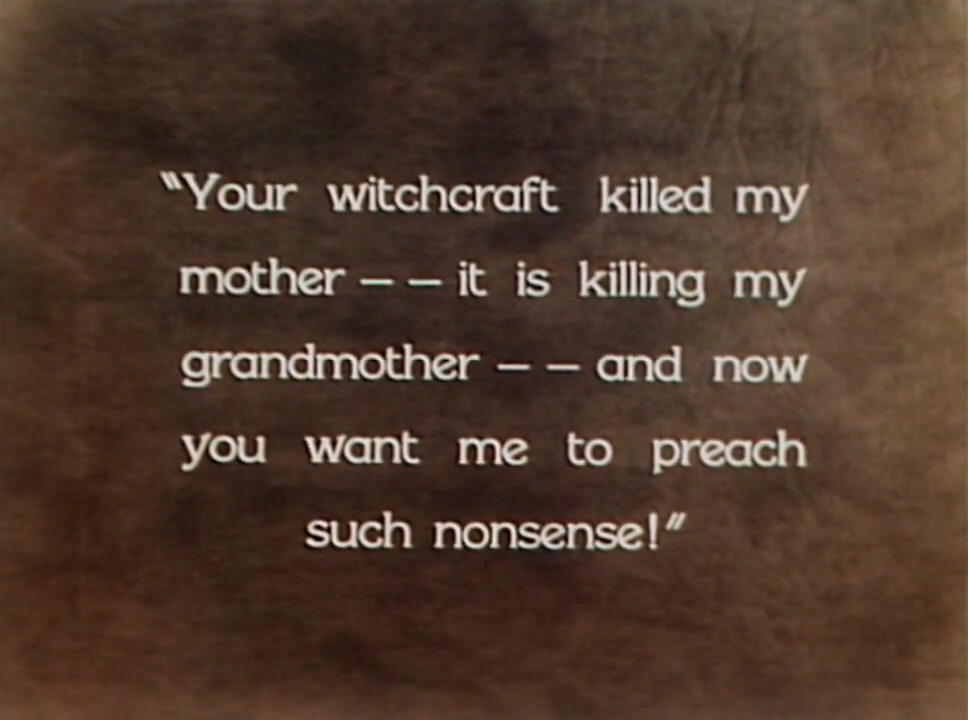 “Your witchcraft killed my
mother – – it is killing my
grandmother – – and now
you want me to preach
such nonsense!”